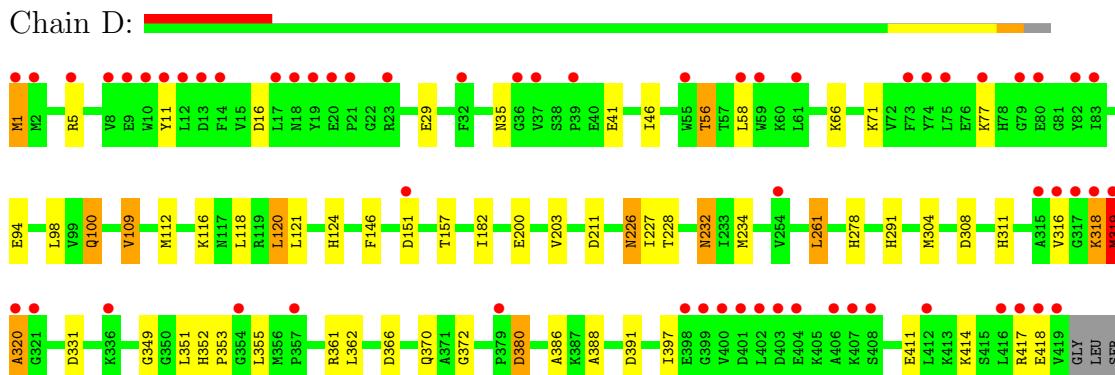 Chain D:
M1 M2 R5 V8 E9 W10 Y11 L12 D13 F14 V15 D16 L17 N18 Y19 E20 P21 G22 R23 E29 F32 N35 G36 V37 S38 P39 E40 E41 I46 W55 T56 T57 L58 W59 K60 L61 K66 K71 V72 F73 Y74 L75 E76 K77 H78 G79 E80 G81 Y82 I83
E94 L98 V99 Q100 V109 M112 K116 N117 L118 R119 L120 L121 H124 F146 D151 T157 I182 E200 V203 D211 N226 I227 T228 N232 I233 M234 V254 L261 H278 H291 M304 D308 H311 A315 V316 G317 K318 M319
A320 G321 D331 K336 G349 G350 L351 H352 P353 G354 L355 M356 P357 R361 L362 D366 Q370 A371 G372 P379 D380 A386 K387 A388 D391 I397 E398 G399 V400 D401 L402 D403 E404 K405 A406 K407 S408 E411 L412 K413 K414 S415 L416 R417 E418 V419 GLY LEU SER